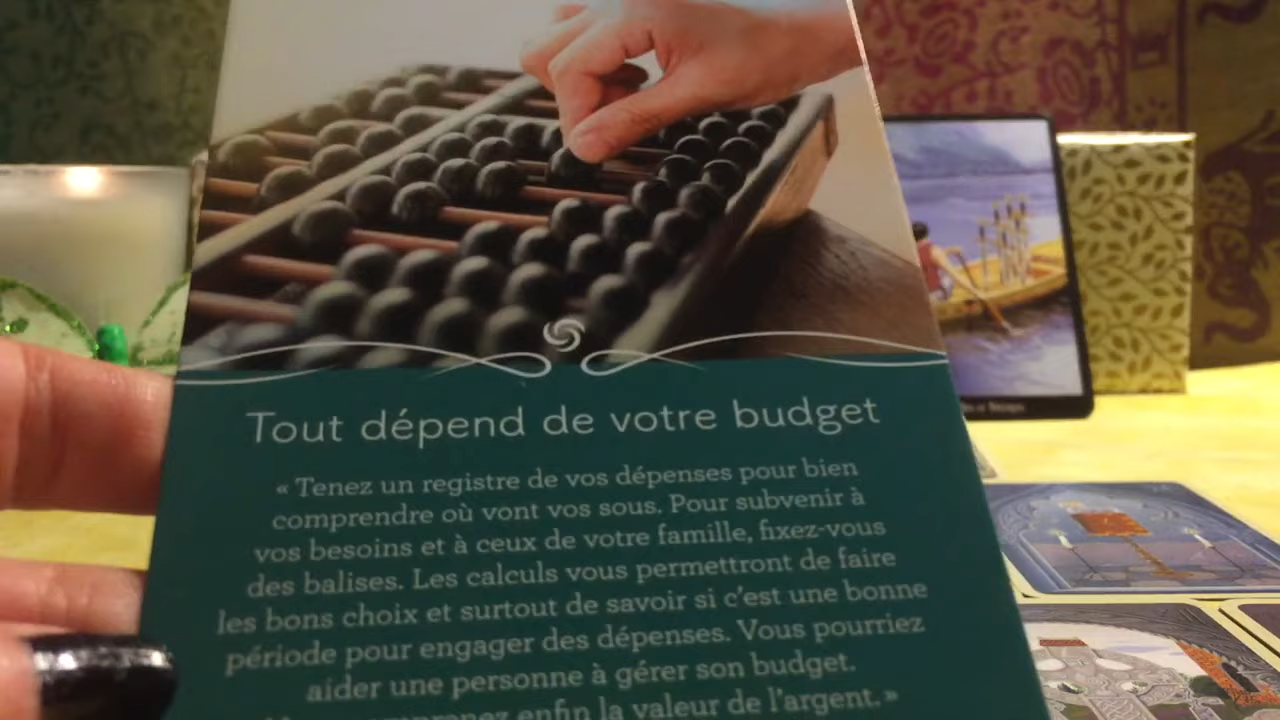 Tout dépend de votre budget
« Tenez un registre de vos dépenses pour bien
comprendre où vont vos sous. Pour subvenir à
vos besoins et à ceux de votre famille, fixez-vous
des balises. Les calculs vous permettront de faire
les bons choix et surtout de savoir si c'est une bonne
période pour engager des dépenses. Vous pourriez
aider une personne à gérer son budget.
enfin la valeur de l'argent. »